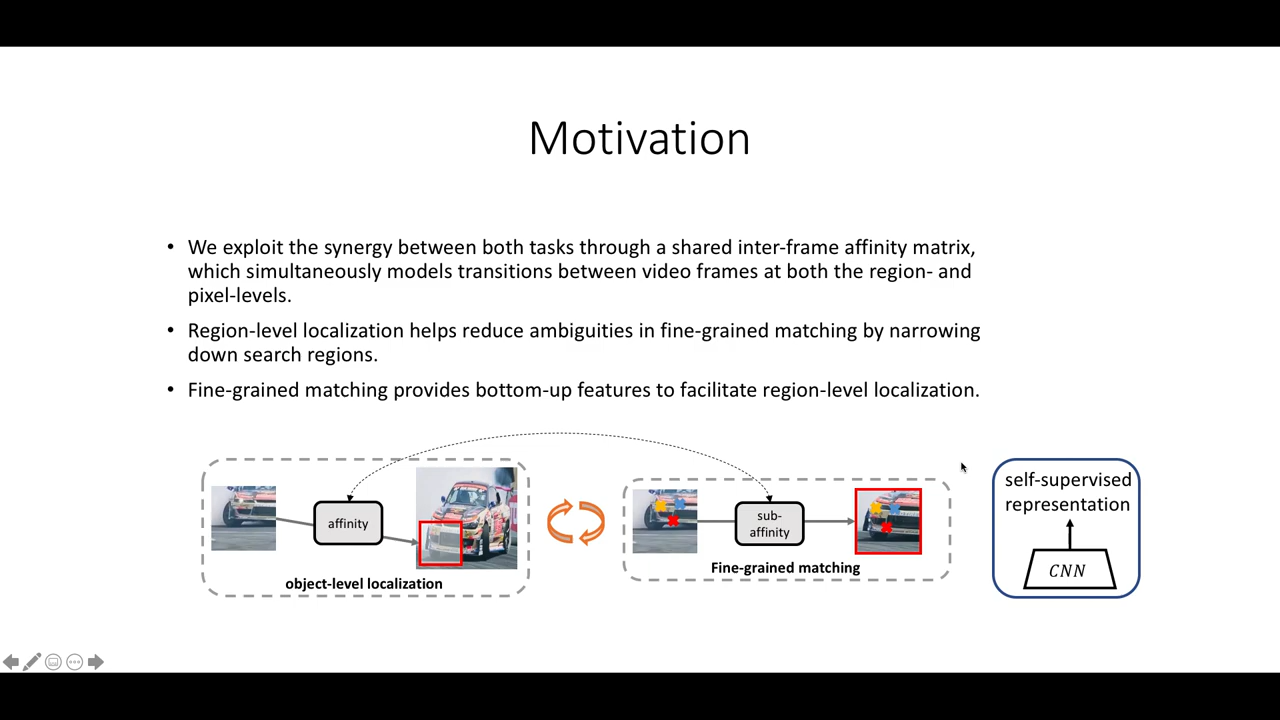 Motivation
• We exploit the synergy between both tasks through a shared inter-frame affinity matrix,
which simultaneously models transitions between video frames at both the region- and
pixel-levels.
• Region-level localization helps reduce ambiguities in fine-grained matching by narrowing
down search regions.
• Fine-grained matching provides bottom-up features to facilitate region-level localization.
affinity
object-level localization
sub-
affinity
Fine-grained matching
self-supervised
representation
CNN